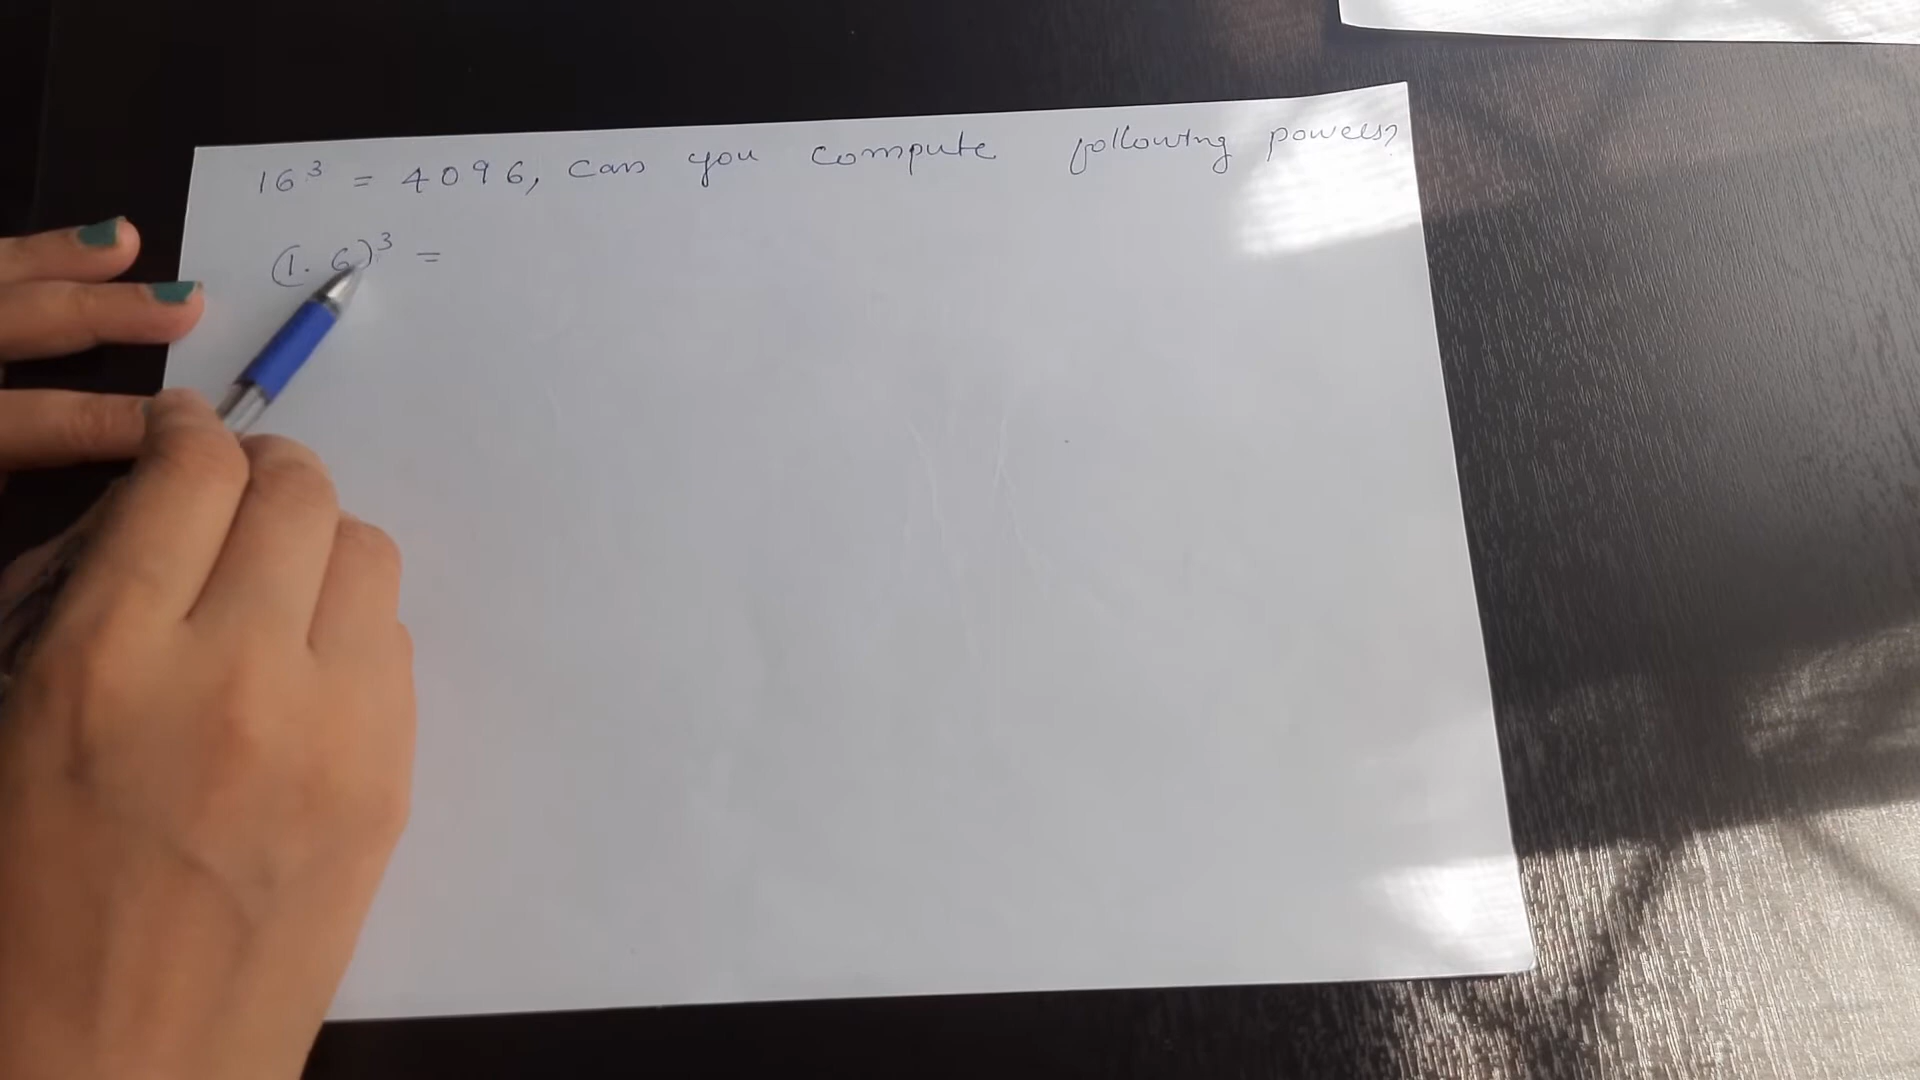 16³ = 4096, can you compute following powers?
(1.6)³ =